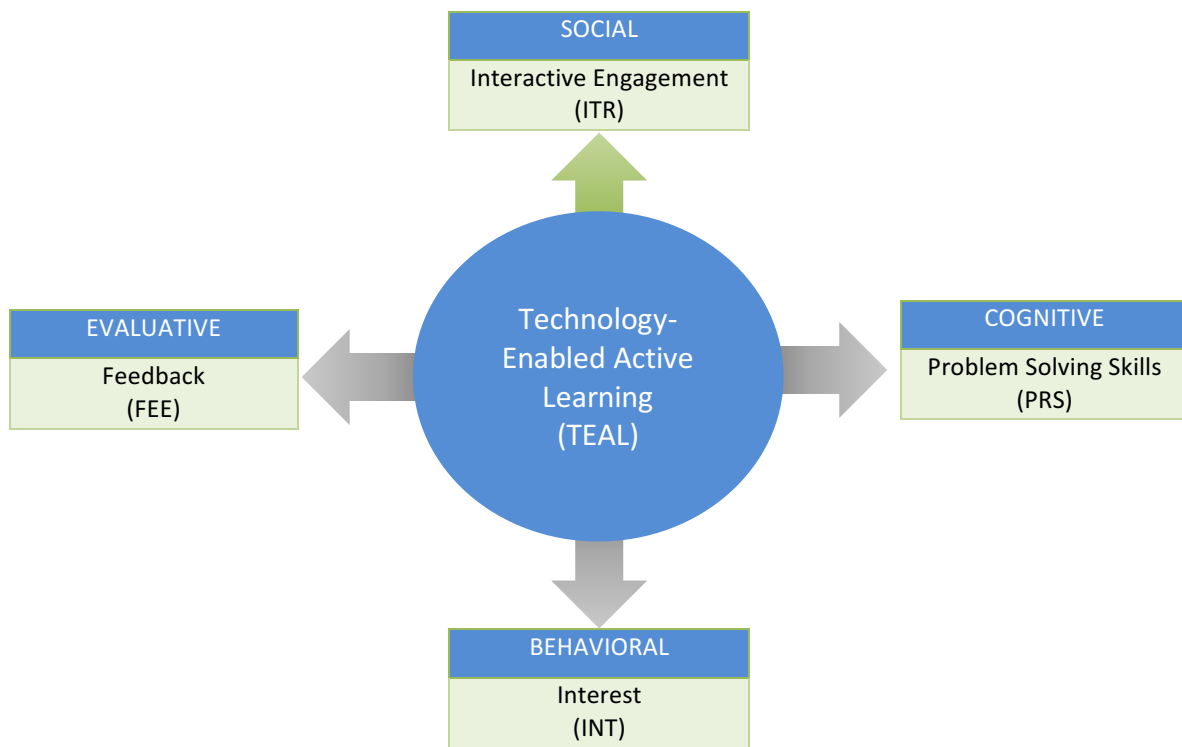 SOCIAL
Interactive Engagement
(ITR)
EVALUATIVE
Feedback
(FEE)
Technology-
Enabled Active
Learning
(TEAL)
COGNITIVE
Problem Solving Skills
(PRS)
BEHAVIORAL
Interest
(INT)